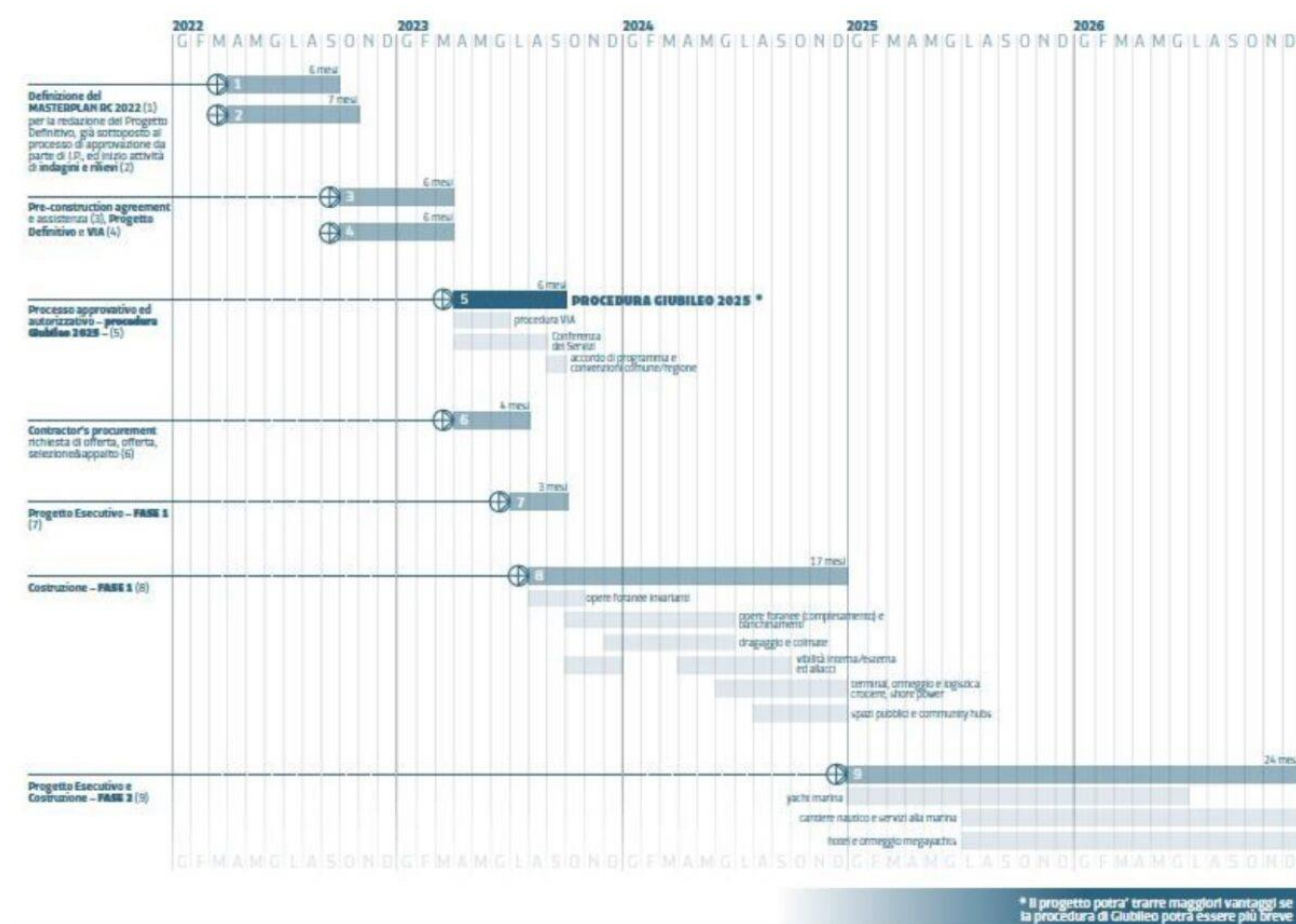 2022 2023 2024 2025 2026
G F M A M G L A S O N D G F M A M G L A S O N D G F M A M G L A S O N D G F M A M G L A S O N D G F M A M G L A S O N D
6 mesi
1
7 mesi
2
Definizione del
MASTERPLAN RC 2022 (1)
per la redazione del Progetto
Definitivo, già sottoposto al
processo di approvazione da
parte di I.P., ed inizio attività
di indagini e rilievi (2)
6 mesi
3
6 mesi
4
Pre-construction agreement
e assistenza (3), Progetto
Definitivo e VIA (4)
6 mesi
5 PROCEDURA GIUBILEO 2025 *
procedura VIA
Conferenza
dei Servizi
accordo di programma e
convenzioni comune/regione
Processo approvativo ed
autorizzativo – procedura
Giubileo 2025 – (5)
4 mesi
6
Contractor's procurement
richiesta di offerta, offerta,
selezione&appalto (6)
3 mesi
7
Progetto Esecutivo – FASE 1
(7)
17 mesi
8
Costruzione – FASE 1 (8)
opere foranee invarianti
opere foranee (completamento) e
banchinamenti
dragaggio e colmate
vibilità interna/esterna
ed allacci
terminal, ormeggio e logistica
crociere, shore power
spazi pubblici e community hubs
24 mesi
9
Progetto Esecutivo e
Costruzione – FASE 2 (9)
yacht marina
cantiere nautico e servizi alla marina
hotel e ormeggio megayachts
G F M A M G L A S O N D G F M A M G L A S O N D G F M A M G L A S O N D G F M A M G L A S O N D G F M A M G L A S O N D
* Il progetto potra' trarre maggiori vantaggi se
la procedura di Giubileo potrà essere più breve